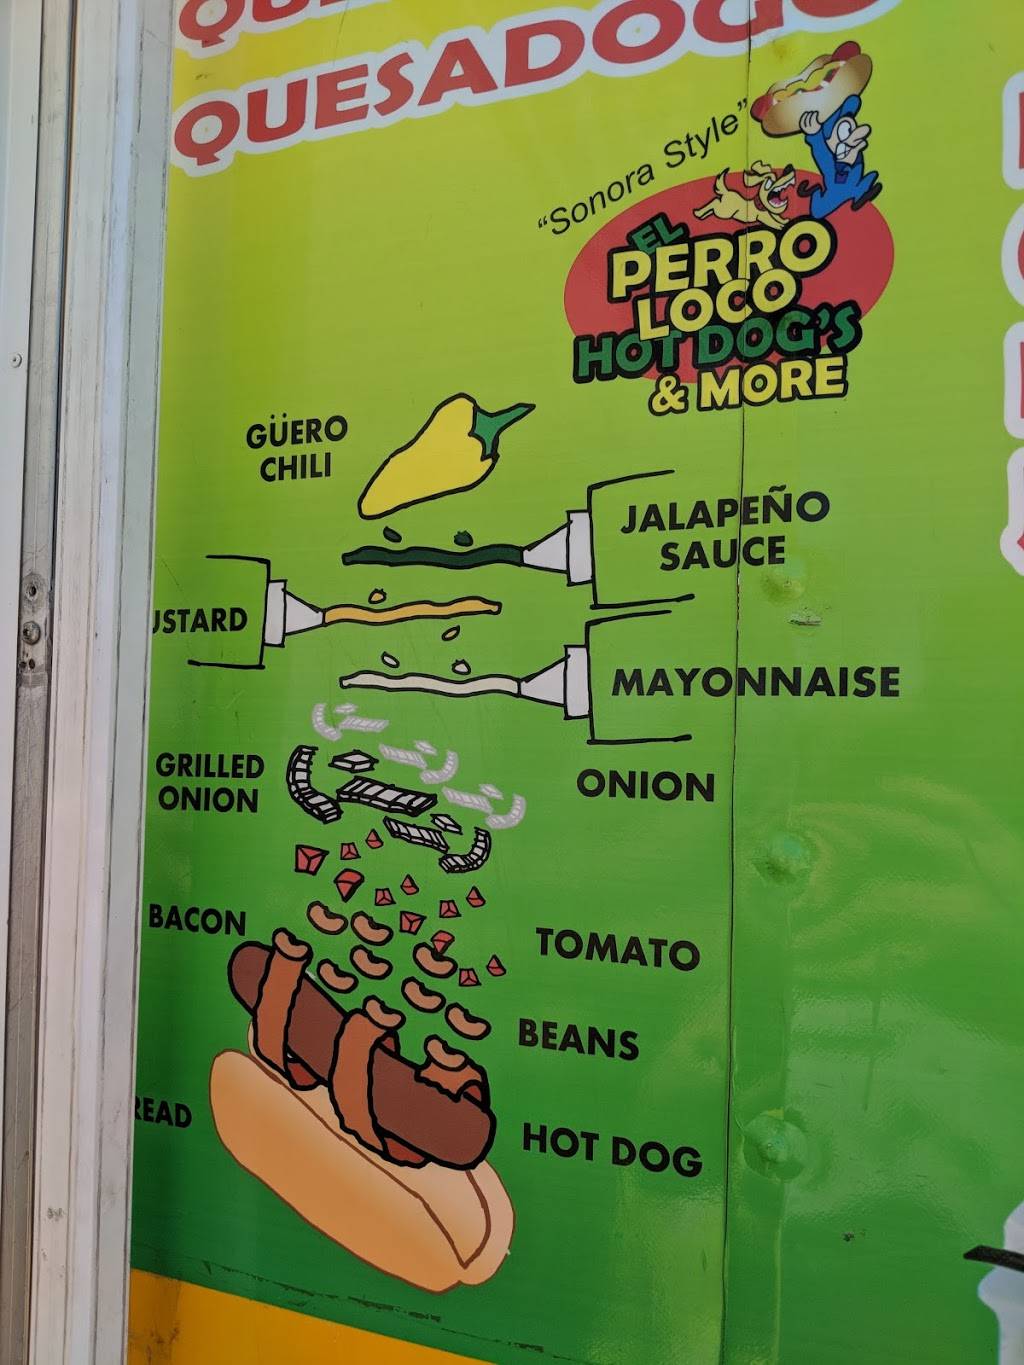 QUESADOG
"Sonora Style"
EL
PERRO
LOCO
HOT DOG'S
& MORE
GÜERO
CHILI
JALAPEÑO
SAUCE
USTARD
MAYONNAISE
GRILLED
ONION
ONION
BACON
TOMATO
BEANS
READ
HOT DOG